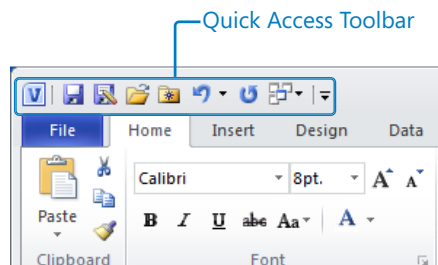 Quick Access Toolbar
V
File Home Insert Design Data
Calibri 8pt. A A
Paste B I U abc Aa A
Clipboard Font